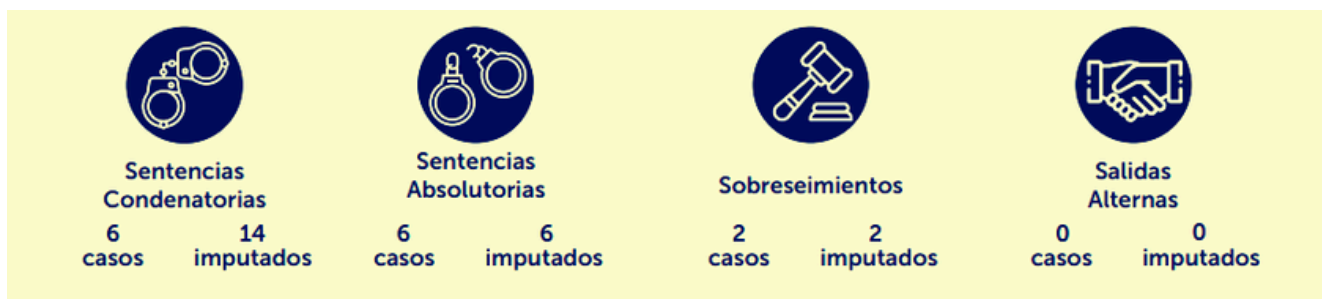 Sentencias
Condenatorias
6 casos
14 imputados
Sentencias
Absolutorias
6 casos
6 imputados
Sobreseimientos
2 casos
2 imputados
Salidas
Alternas
0 casos
0 imputados